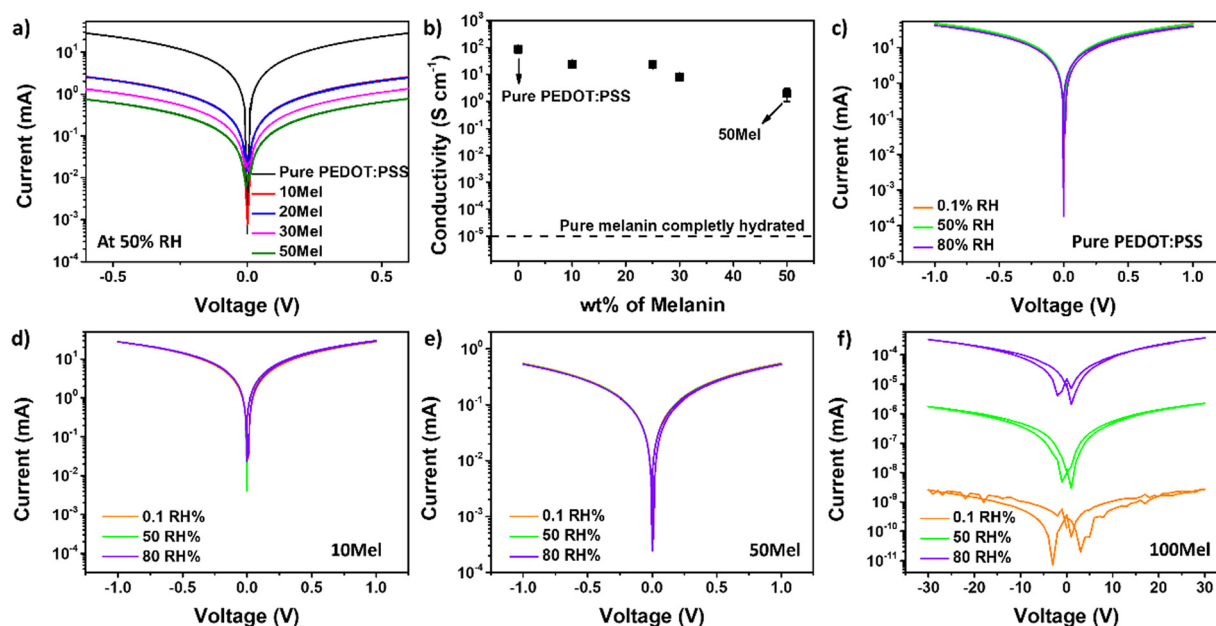 a)
Current (mA)
10²
10¹
10⁰
10⁻¹
10⁻²
10⁻³
10⁻⁴
Pure PEDOT:PSS
10Mel
20Mel
30Mel
50Mel
At 50% RH
-0.5 0.0 0.5
Voltage (V)
b)
Conductivity (S cm⁻¹)
10³
10²
10¹
10⁰
10⁻¹
10⁻²
10⁻³
10⁻⁴
10⁻⁵
10⁻⁶
Pure PEDOT:PSS
50Mel
Pure melanin completly hydrated
0 10 20 30 40 50
wt% of Melanin
c)
Current (mA)
10¹
10⁰
10⁻¹
10⁻²
10⁻³
10⁻⁴
10⁻⁵
0.1% RH
50% RH
80% RH
Pure PEDOT:PSS
-1.0 -0.5 0.0 0.5 1.0
Voltage (V)
d)
Current (mA)
10¹
10⁰
10⁻¹
10⁻²
10⁻³
10⁻⁴
0.1 RH%
50 RH%
80 RH%
10Mel
-1.0 -0.5 0.0 0.5 1.0
Voltage (V)
e)
Current (mA)
10⁰
10⁻¹
10⁻²
10⁻³
10⁻⁴
0.1 RH%
50 RH%
80 RH%
50Mel
-1.0 -0.5 0.0 0.5 1.0
Voltage (V)
f)
Current (mA)
10⁻⁴
10⁻⁵
10⁻⁶
10⁻⁷
10⁻⁸
10⁻⁹
10⁻¹⁰
10⁻¹¹
0.1 RH%
50 RH%
80 RH%
100Mel
-30 -20 -10 0 10 20 30
Voltage (V)